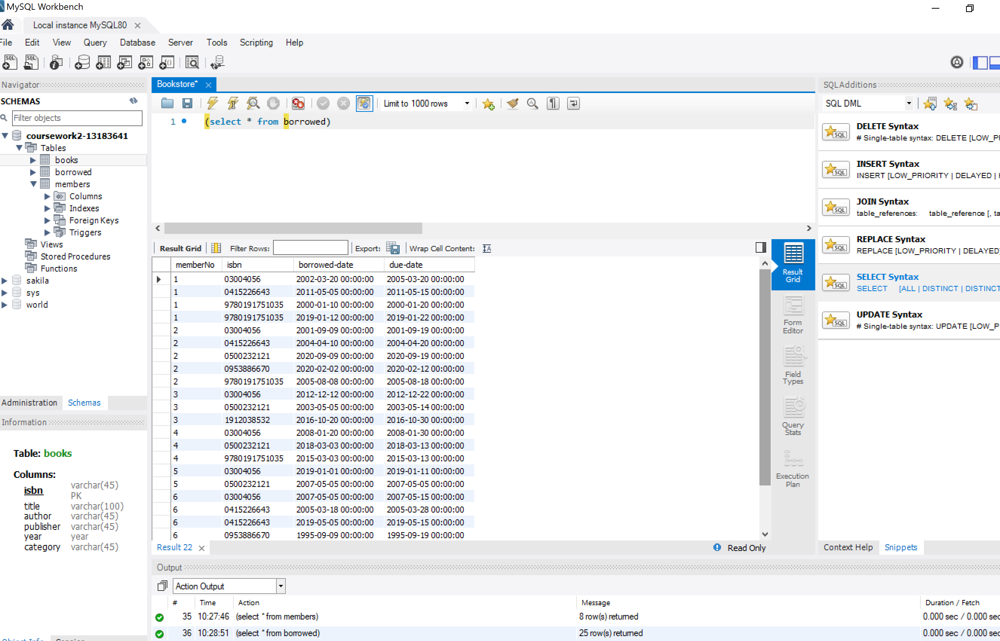 MySQL Workbench
Local instance MySQL80
File Edit View Query Database Server Tools Scripting Help
Navigator
SCHEMAS
Filter objects
coursework2-13183641
Tables
books
borrowed
members
Columns
Indexes
Foreign Keys
Triggers
Views
Stored Procedures
Functions
sakila
sys
world
Administration Schemas
Information
Table: books
Columns:
isbn varchar(45)
PK
title varchar(100)
author varchar(45)
publisher varchar(45)
year year
category varchar(45)
Object Info Session
Bookstore*
Limit to 1000 rows
1 (select * from borrowed)
Result Grid Filter Rows: Export: Wrap Cell Content:
memberNo isbn borrowed-date due-date
1 03004056 2002-03-20 00:00:00 2005-03-20 00:00:00
1 0415226643 2011-05-05 00:00:00 2011-05-15 00:00:00
1 9780191751035 2000-01-10 00:00:00 2000-01-20 00:00:00
1 9780191751035 2019-01-12 00:00:00 2019-01-22 00:00:00
2 03004056 2001-09-09 00:00:00 2001-09-19 00:00:00
2 0415226643 2004-04-10 00:00:00 2004-04-20 00:00:00
2 0500232121 2020-09-09 00:00:00 2020-09-19 00:00:00
2 0953886670 2020-02-02 00:00:00 2020-02-12 00:00:00
2 9780191751035 2005-08-08 00:00:00 2005-08-18 00:00:00
3 03004056 2012-12-12 00:00:00 2012-12-22 00:00:00
3 0500232121 2003-05-05 00:00:00 2003-05-14 00:00:00
3 1912038532 2016-10-20 00:00:00 2016-10-30 00:00:00
4 03004056 2008-01-20 00:00:00 2008-01-30 00:00:00
4 0500232121 2018-03-03 00:00:00 2018-03-13 00:00:00
4 9780191751035 2015-03-03 00:00:00 2015-03-13 00:00:00
5 03004056 2019-01-01 00:00:00 2019-01-11 00:00:00
5 0500232121 2007-05-05 00:00:00 2007-05-05 00:00:00
6 03004056 2007-05-15 00:00:00 2007-05-15 00:00:00
6 0415226643 2005-03-18 00:00:00 2005-03-28 00:00:00
6 0415226643 2019-05-05 00:00:00 2019-05-15 00:00:00
6 0953886670 1995-09-09 00:00:00 1995-09-19 00:00:00
Result Grid
Form Editor
Field Types
Query Stats
Execution Plan
Result 22
Read Only
Output
Action Output
# Time Action Message Duration / Fetch
35 10:27:46 (select * from members) 8 row(s) returned 0.000 sec / 0.000 sec
36 10:28:51 (select * from borrowed) 25 row(s) returned 0.000 sec / 0.000 sec
SQLAdditions
SQL DML
SQL
DELETE Syntax
# Single-table syntax: DELETE [LOW_P
SQL
INSERT Syntax
INSERT [LOW_PRIORITY | DELAYED |
SQL
JOIN Syntax
table_references: table_reference [, ta
SQL
REPLACE Syntax
REPLACE [LOW_PRIORITY | DELAYED]
SQL
SELECT Syntax
SELECT [ALL | DISTINCT | DISTINCT
SQL
UPDATE Syntax
# Single-table syntax: UPDATE [LOW_P
Context Help Snippets